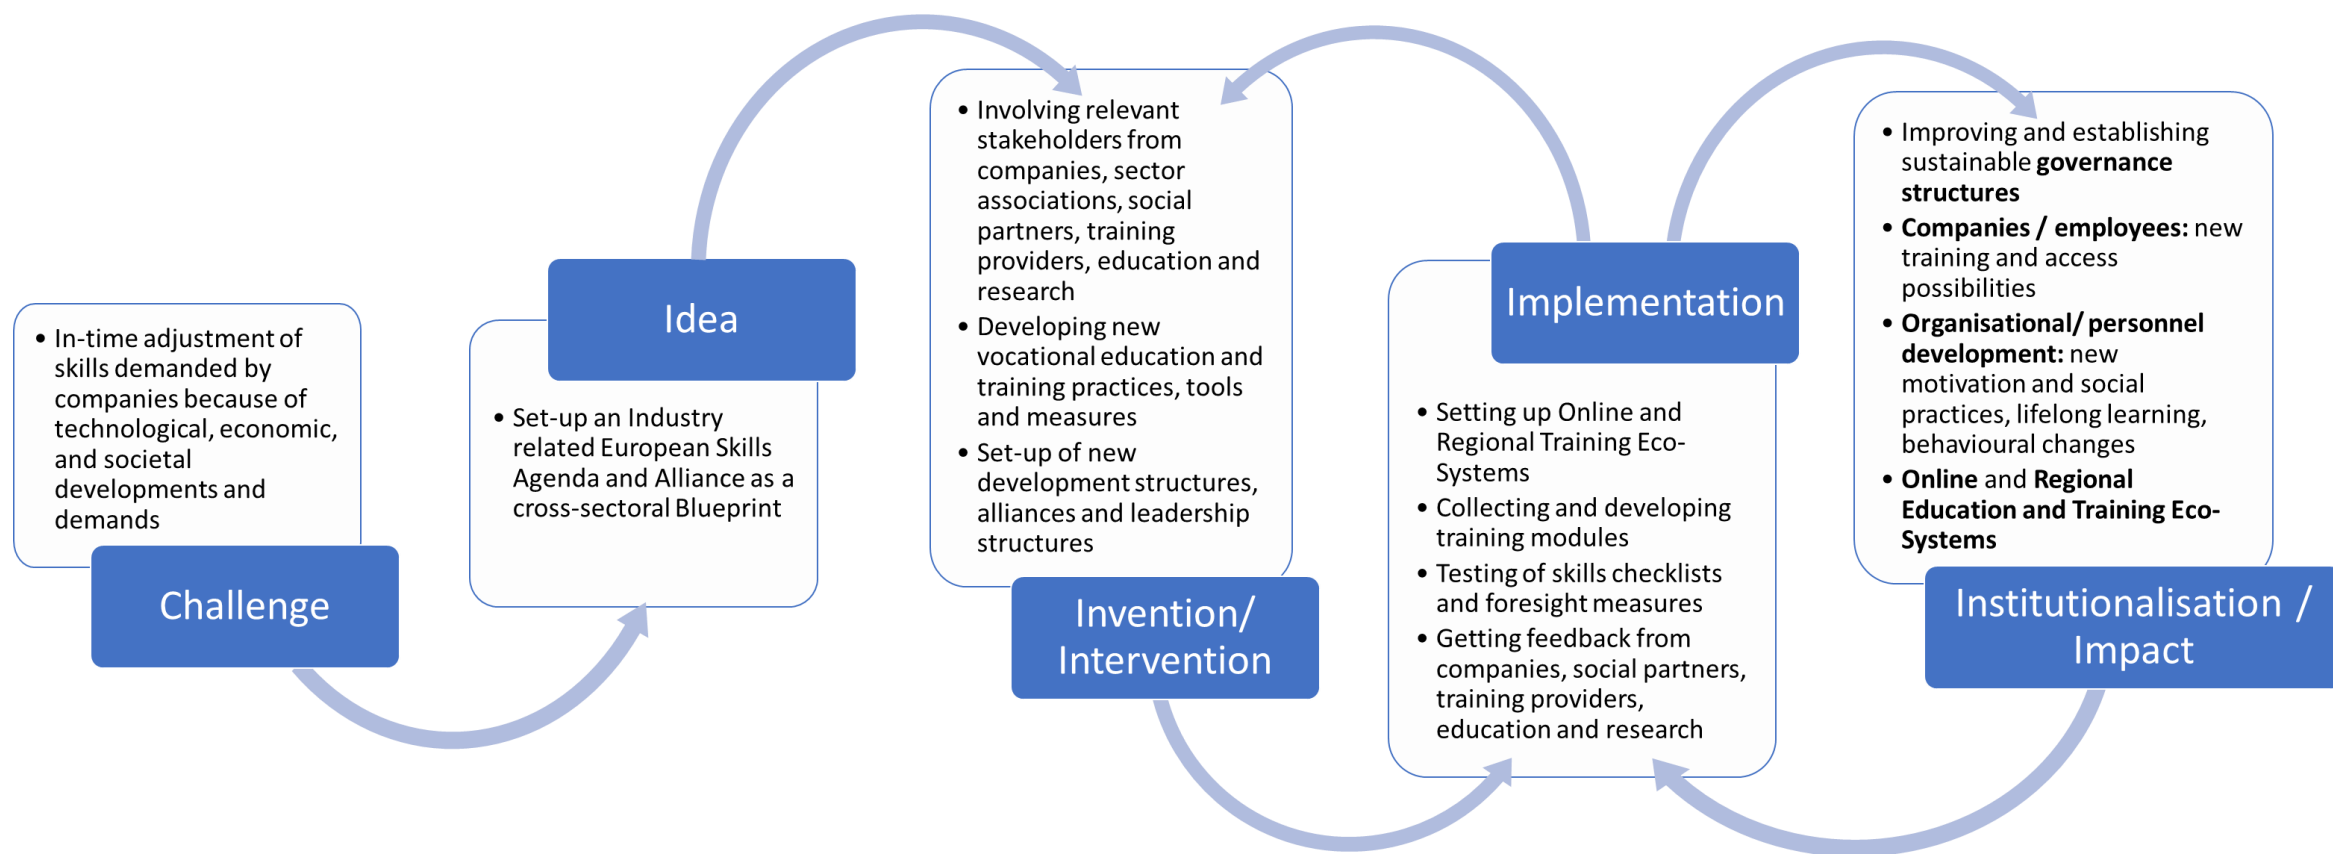 • In-time adjustment of
skills demanded by
companies because of
technological, economic,
and societal
developments and
demands
Challenge
Idea
• Set-up an Industry
related European Skills
Agenda and Alliance as a
cross-sectoral Blueprint
• Involving relevant
stakeholders from
companies, sector
associations, social
partners, training
providers, education and
research
• Developing new
vocational education and
training practices, tools
and measures
• Set-up of new
development structures,
alliances and leadership
structures
Invention/
Intervention
Implementation
• Setting up Online and
Regional Training Eco-
Systems
• Collecting and developing
training modules
• Testing of skills checklists
and foresight measures
• Getting feedback from
companies, social partners,
training providers,
education and research
• Improving and establishing
sustainable governance
structures
• Companies / employees: new
training and access
possibilities
• Organisational/ personnel
development: new
motivation and social
practices, lifelong learning,
behavioural changes
• Online and Regional
Education and Training Eco-
Systems
Institutionalisation /
Impact